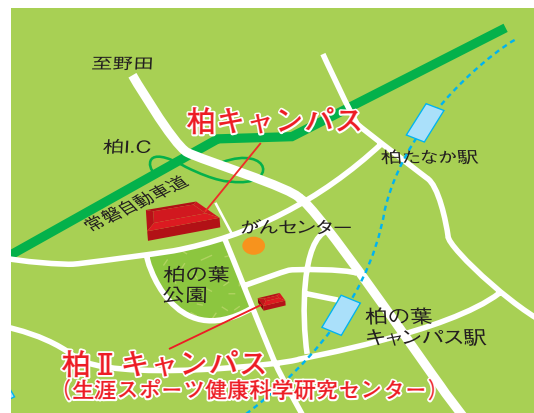 至野田
柏キャンパス
柏I.C
柏たなか駅
常磐自動車道
がんセンター
柏の葉
公園
柏の葉
キャンパス駅
柏Ⅱキャンパス
(生涯スポーツ健康科学研究センター)